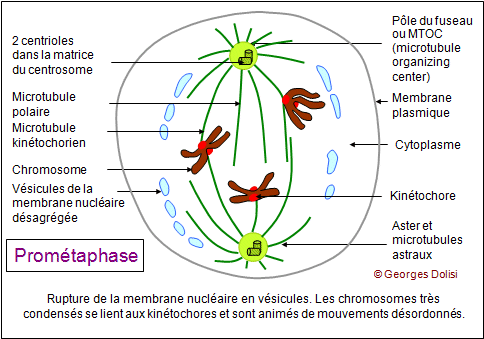 2 centrioles
dans la matrice
du centrosome
Microtubule
polaire
Microtubule
kinétochorien
Chromosome
Vésicules de la
membrane nucléaire
désagrégée
Pôle du fuseau
ou MTOC
(microtubule
organizing
center)
Membrane
plasmique
Cytoplasme
Kinétochore
Aster et
microtubules
astraux
Prométaphase
© Georges Dolisi
Rupture de la membrane nucléaire en vésicules. Les chromosomes très
condensés se lient aux kinétochores et sont animés de mouvements désordonnés.